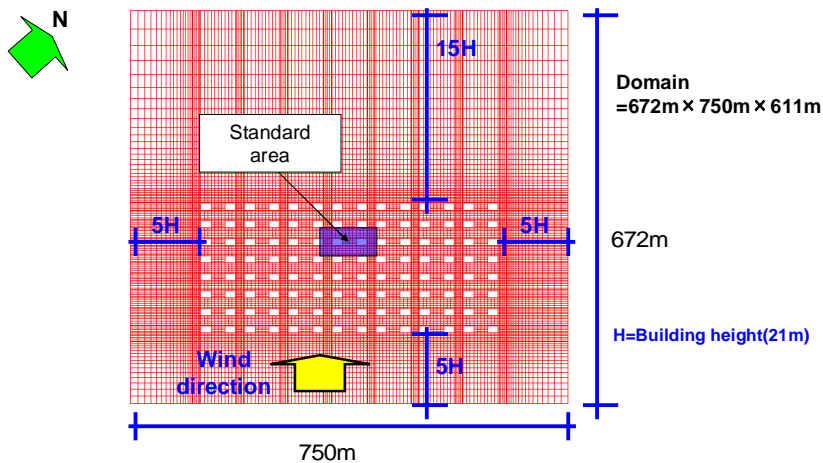 N
15H
Domain
=672m×750m×611m
Standard
area
5H
5H
672m
H=Building height(21m)
Wind
direction
5H
750m